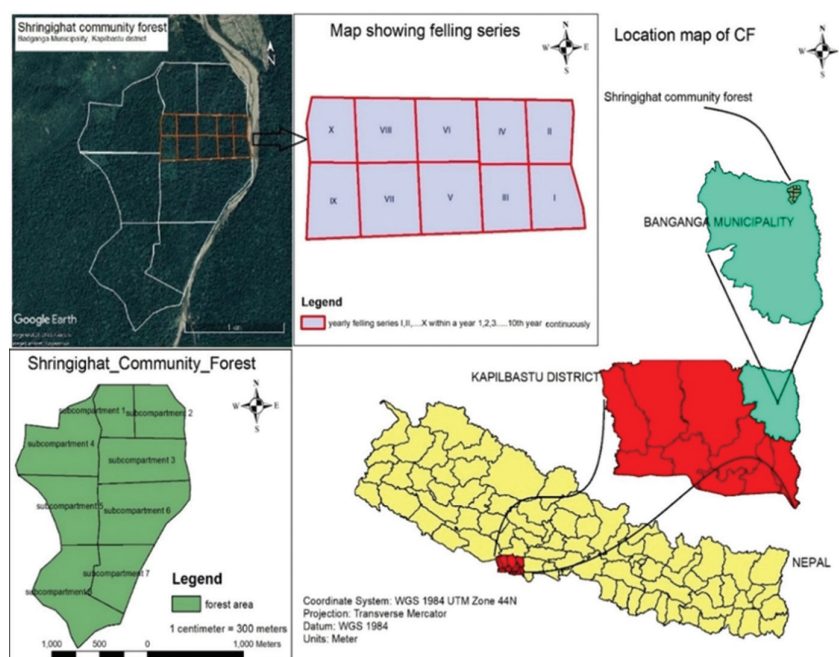 Shringighat community forest
Badganga Municipality, Kapilbastu district
N
1 km
Google Earth
Map showing felling series
N
W E
S
X VIII VI IV II
IX VII V III I
Legend
yearly felling series I,II,....X within a year 1,2,3.....10th year continuously
Location map of CF
N
W E
S
Shringighat community forest
BANGANGA MUNICIPALITY
KAPILBASTU DISTRICT
NEPAL
Coordinate System: WGS 1984 UTM Zone 44N
Projection: Transverse Mercator
Datum: WGS 1984
Units: Meter
Shringighat_Community_Forest
N
W E
S
subcompartment 1
subcompartment 2
subcompartment 4
subcompartment 3
subcompartment 5
subcompartment 6
subcompartment 7
Legend
forest area
1 centimeter = 300 meters
1,000 500 0 1,000 Meters